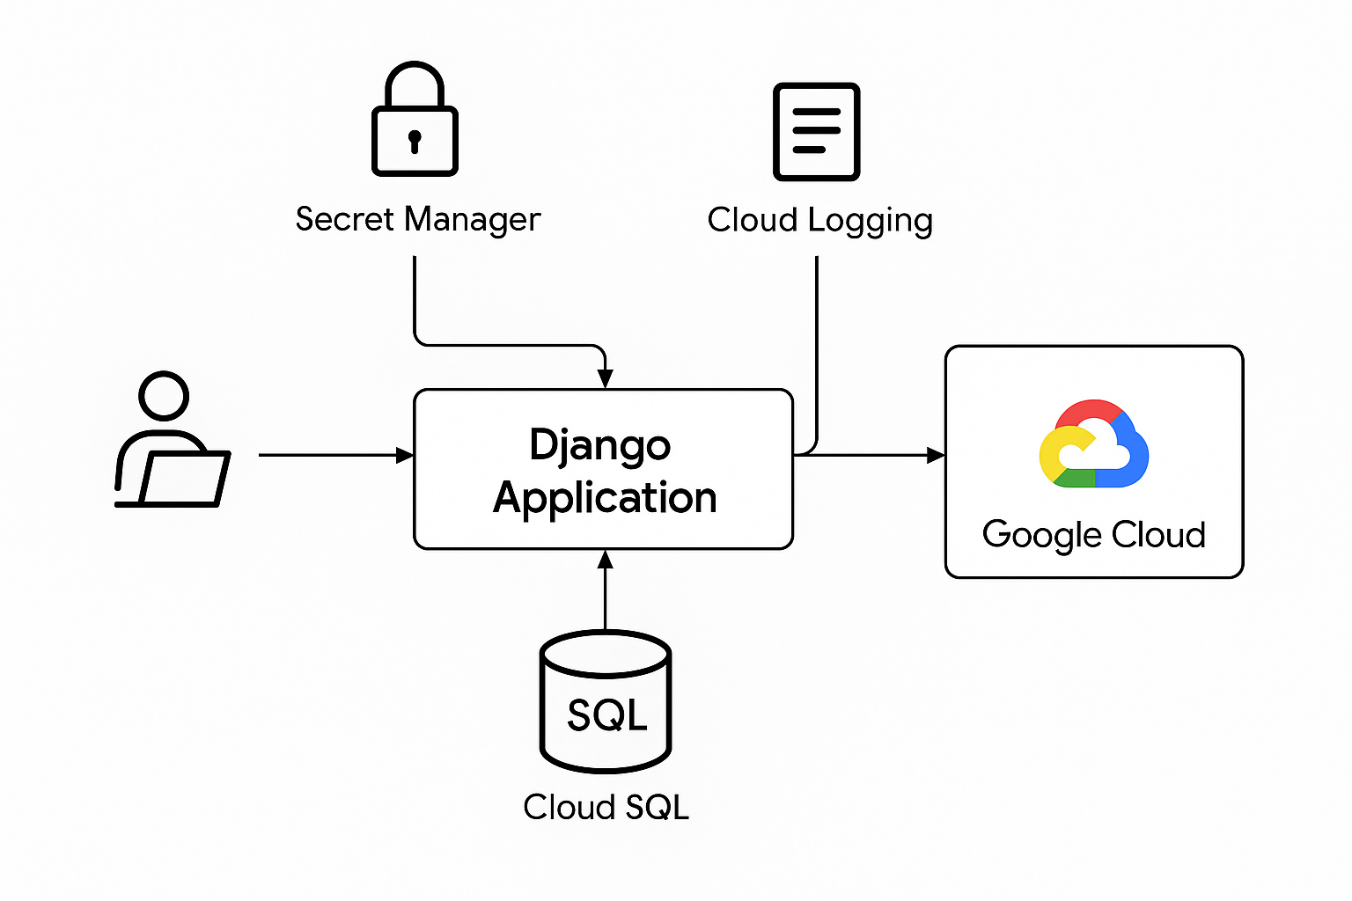 Secret Manager
Cloud Logging
Django
Application
Google Cloud
SQL
Cloud SQL